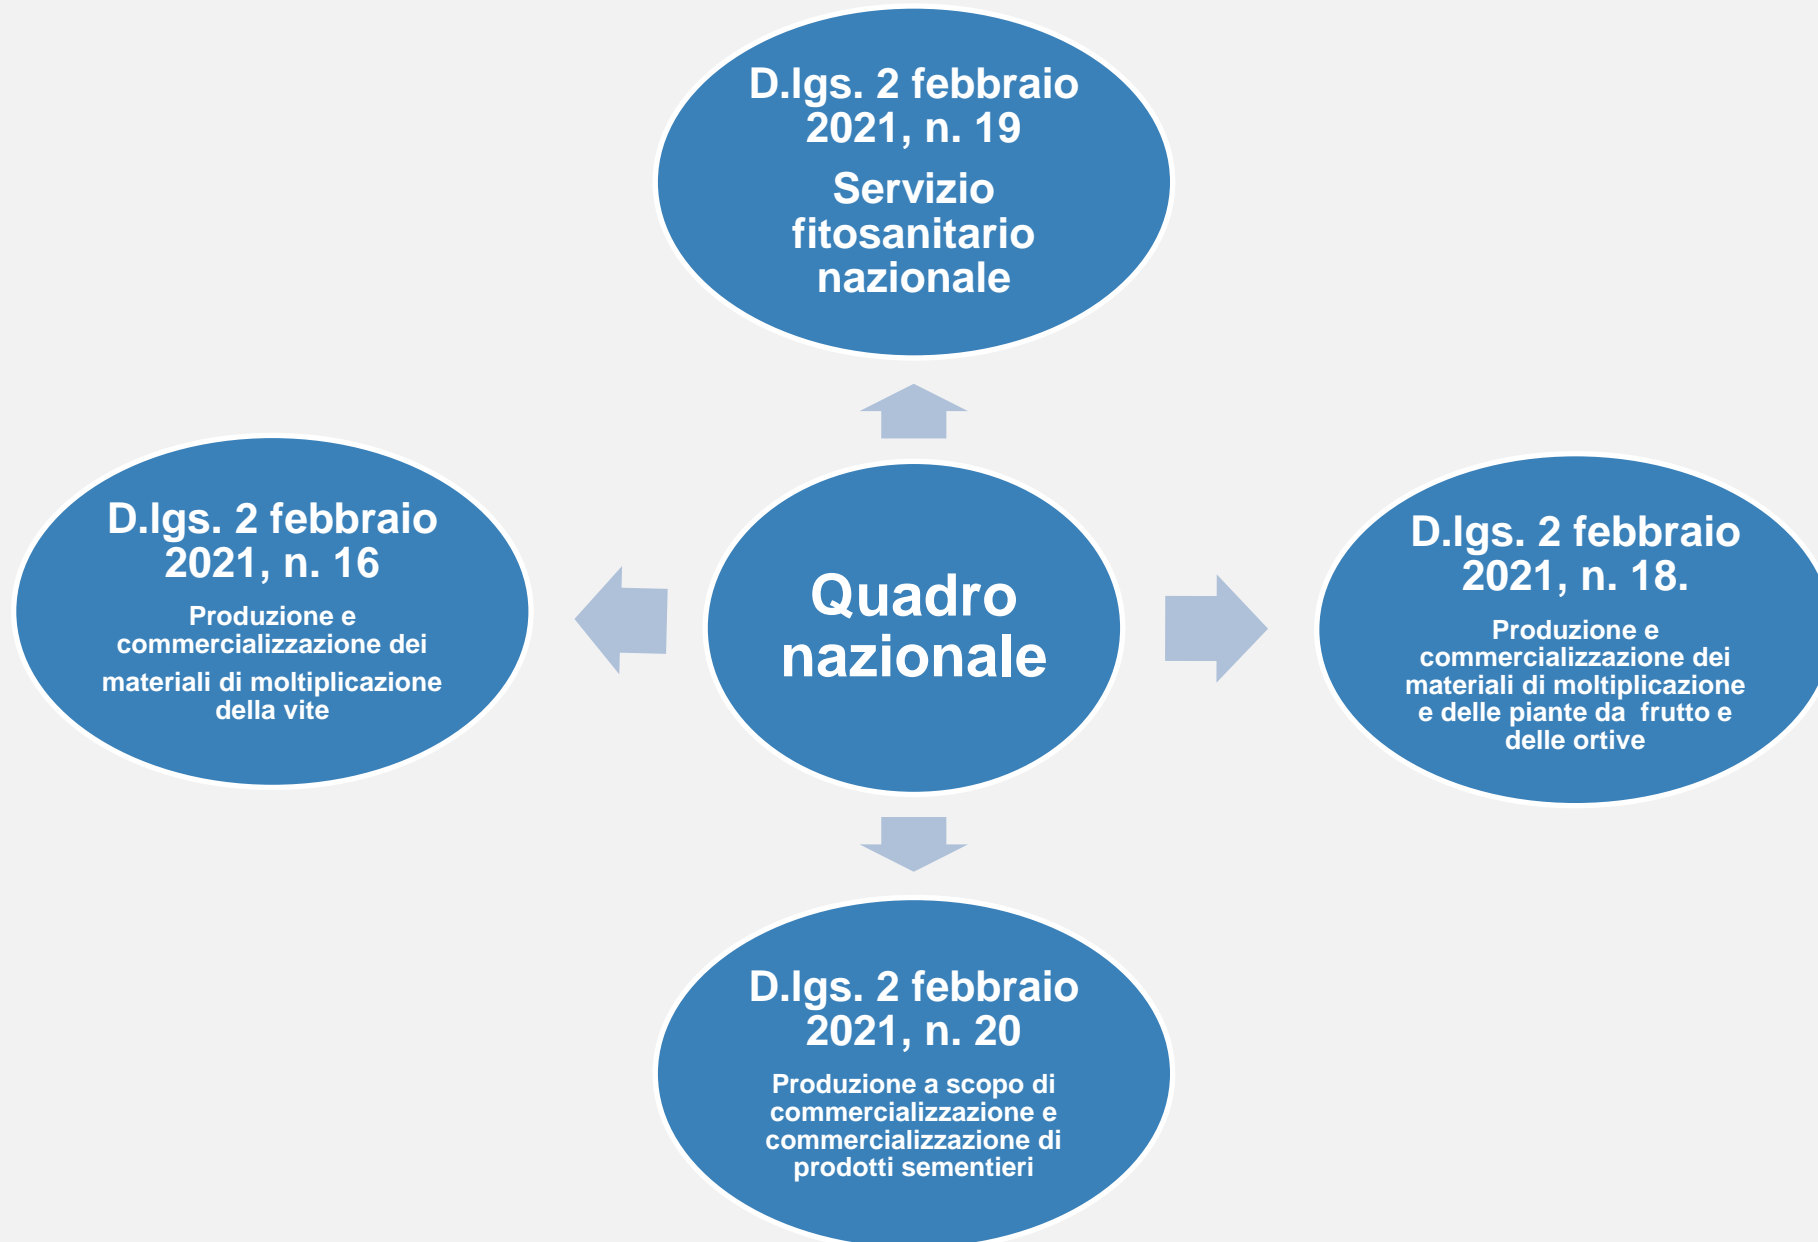 D.lgs. 2 febbraio
2021, n. 19
Servizio
fitosanitario
nazionale
D.lgs. 2 febbraio
2021, n. 16
Produzione e
commercializzazione dei
materiali di moltiplicazione
della vite
Quadro
nazionale
D.lgs. 2 febbraio
2021, n. 18.
Produzione e
commercializzazione dei
materiali di moltiplicazione
e delle piante da  frutto e
delle ortive
D.lgs. 2 febbraio
2021, n. 20
Produzione a scopo di
commercializzazione e
commercializzazione di
prodotti sementieri